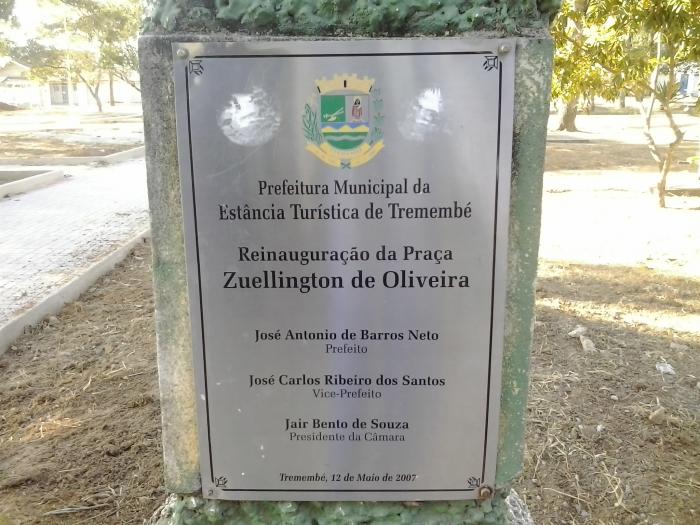 Prefeitura Municipal da
Estância Turística de Tremembé
Reinauguração da Praça
Zuellington de Oliveira
José Antonio de Barros Neto
Prefeito
José Carlos Ribeiro dos Santos
Vice-Prefeito
Jair Bento de Souza
Presidente da Câmara
Tremembé, 12 de Maio de 2007